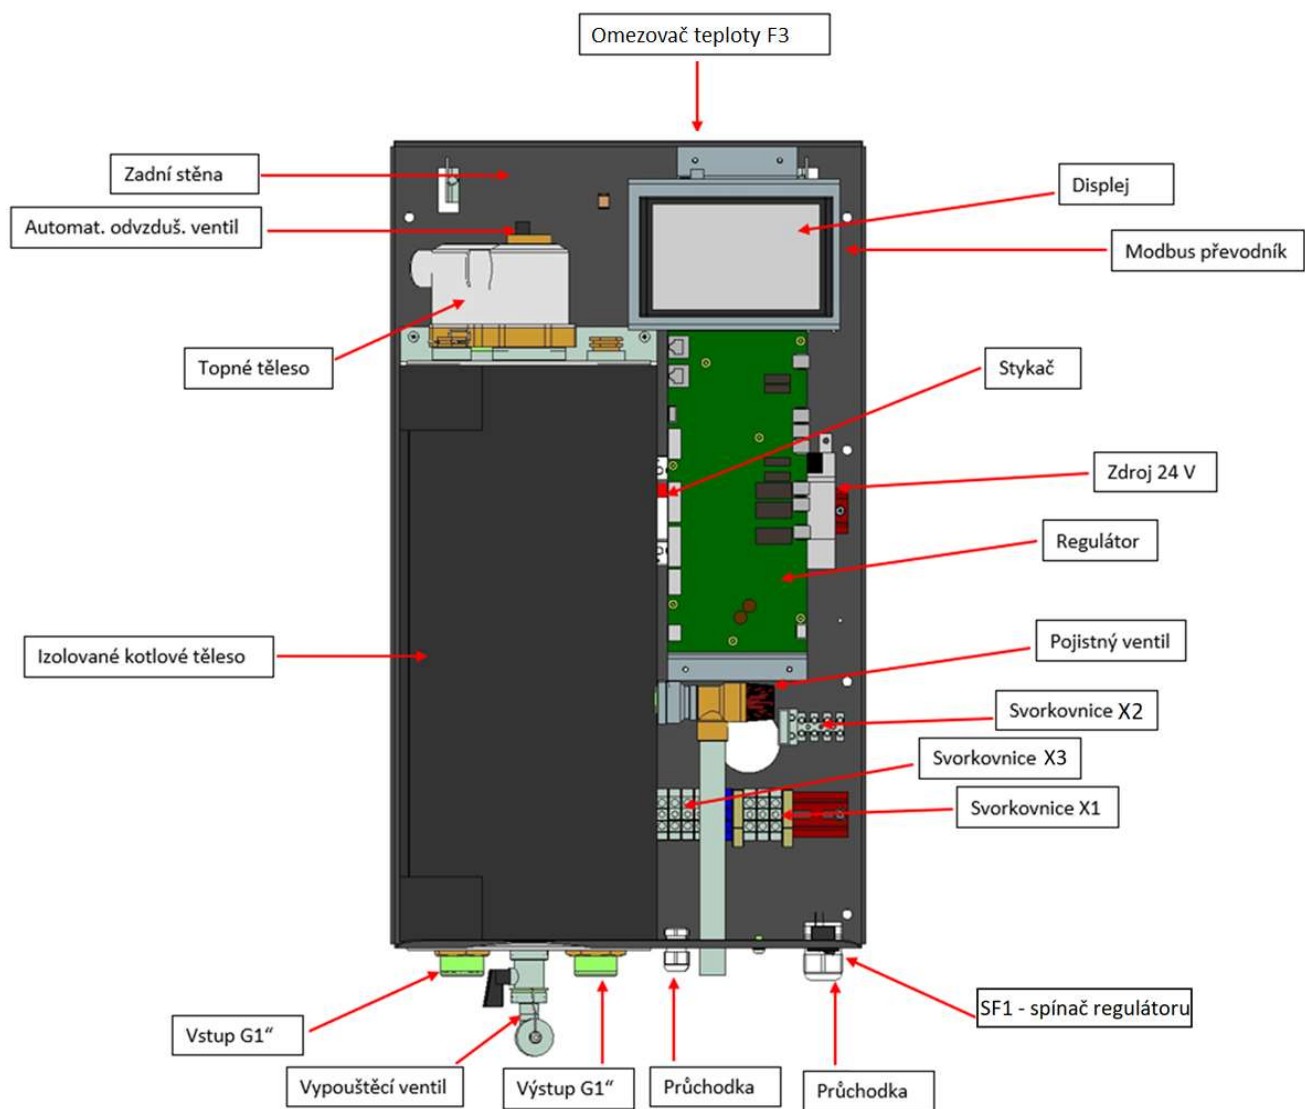 Omezovač teploty F3
Zadní stěna
Displej
Automat. odvzduš. ventil
Modbus převodník
Topné těleso
Stykač
Zdroj 24 V
Regulátor
Izolované kotlové těleso
Pojistný ventil
Svorkovnice X2
Svorkovnice X3
Svorkovnice X1
SF1 - spínač regulátoru
Vstup G1“
Vypouštěcí ventil
Výstup G1“
Průchodka
Průchodka